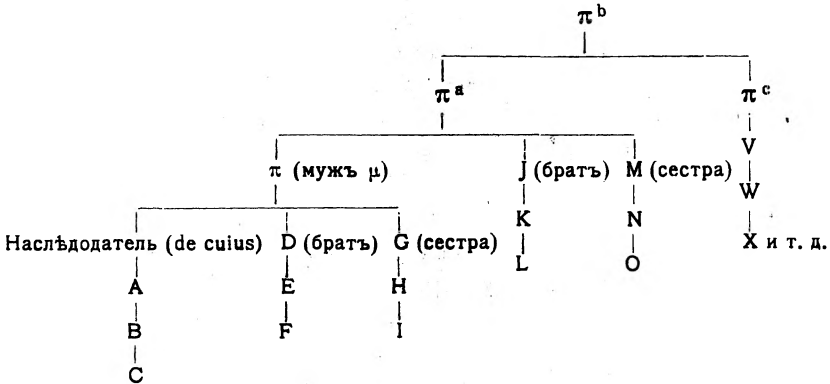 π b
π a π c
V
π (мужъ μ) J (братъ) M (сестра)
W
K N
Наслѣдодатель (de cuius) D (братъ) G (сестра) X и т. д.
L O
A E H
B F I
C